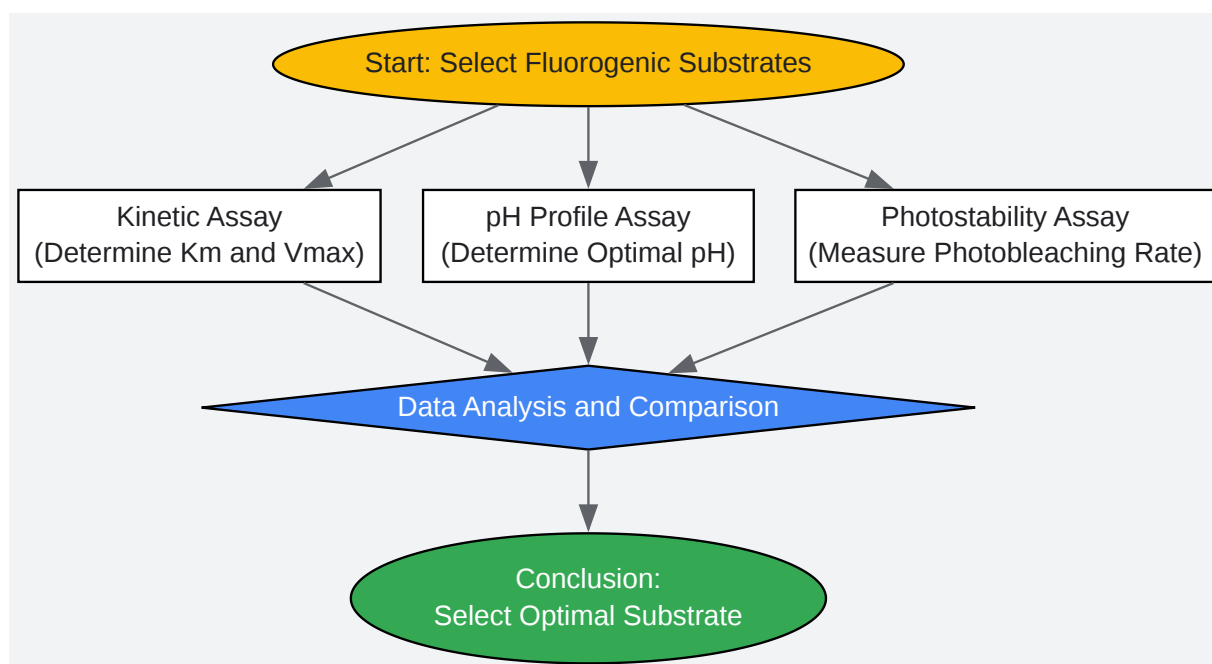 Start: Select Fluorogenic Substrates
Kinetic Assay
(Determine Km and Vmax)
pH Profile Assay
(Determine Optimal pH)
Photostability Assay
(Measure Photobleaching Rate)
Data Analysis and Comparison
Conclusion:
Select Optimal Substrate